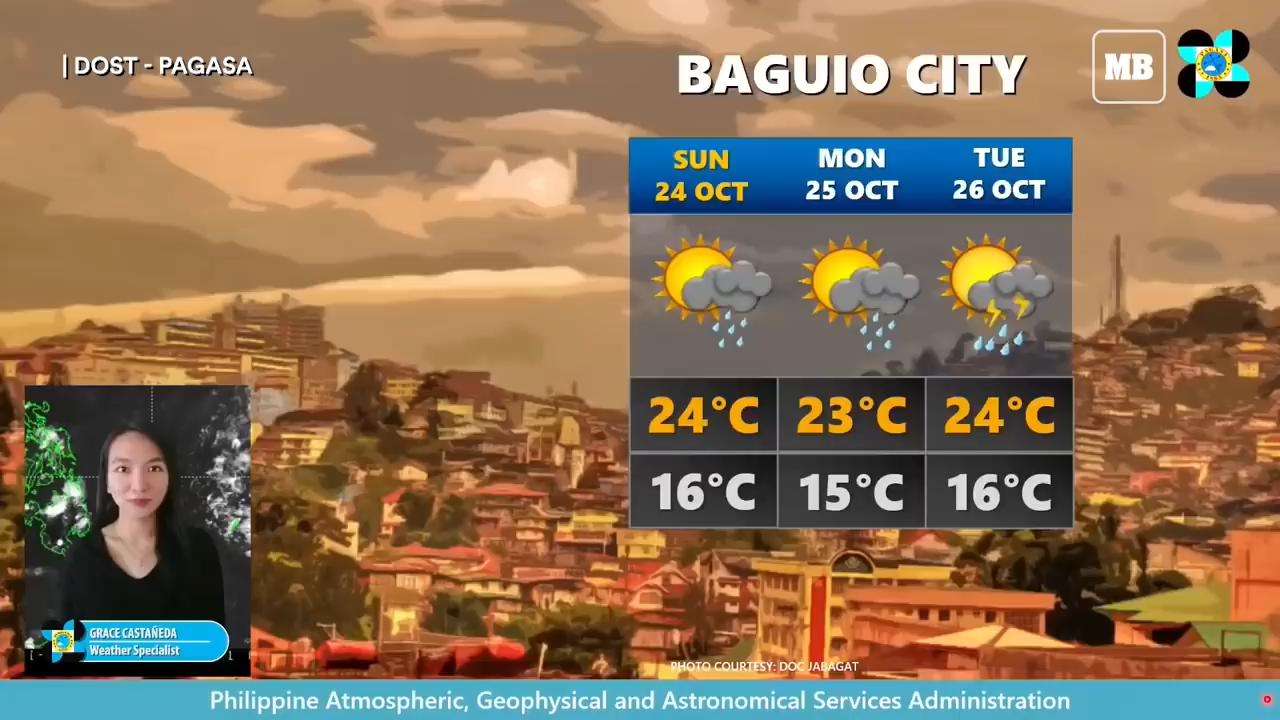 | DOST - PAGASA
BAGUIO CITY
MB
SUN
24 OCT
MON
25 OCT
TUE
26 OCT
24°C
23°C
24°C
16°C
15°C
16°C
GRACE CASTAÑEDA
Weather Specialist
PHOTO COURTESY: DOC JABAGAT
Philippine Atmospheric, Geophysical and Astronomical Services Administration